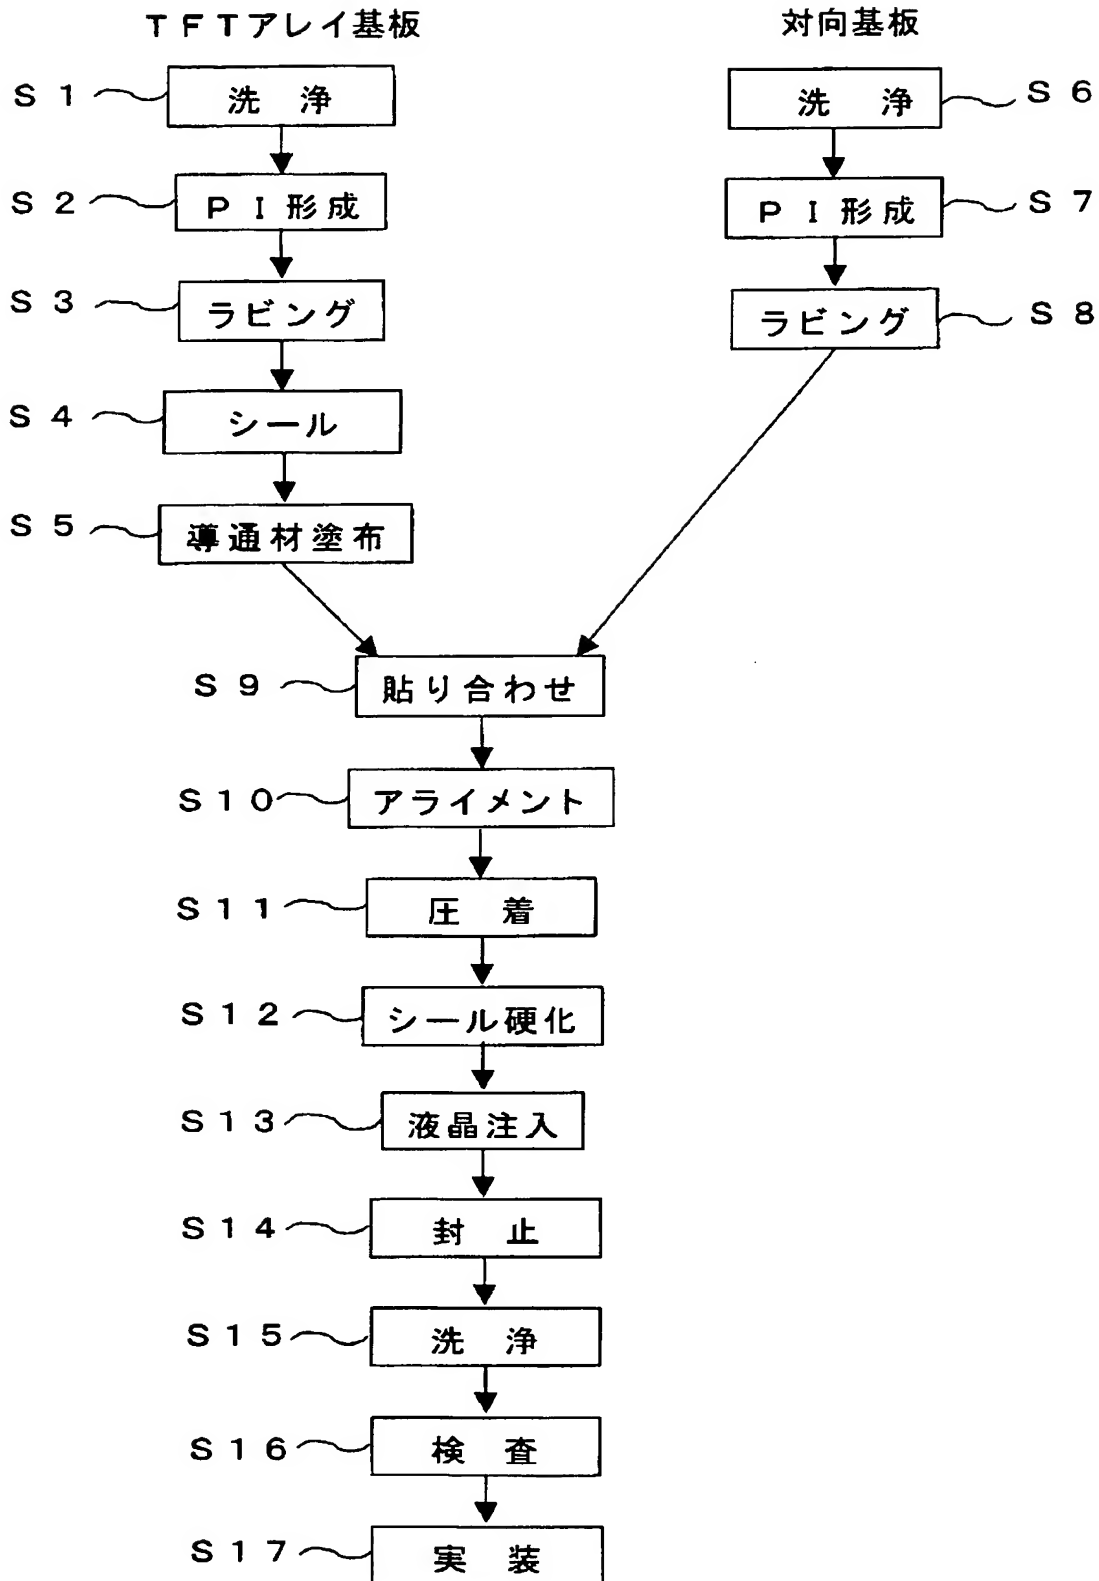 TFTアレイ基板
S1 洗浄
S2 PI形成
S3 ラビング
S4 シール
S5 導通材塗布
対向基板
洗浄 S6
PI形成 S7
ラビング S8
S9 貼り合わせ
S10 アライメント
S11 圧着
S12 シール硬化
S13 液晶注入
S14 封止
S15 洗浄
S16 検査
S17 実装